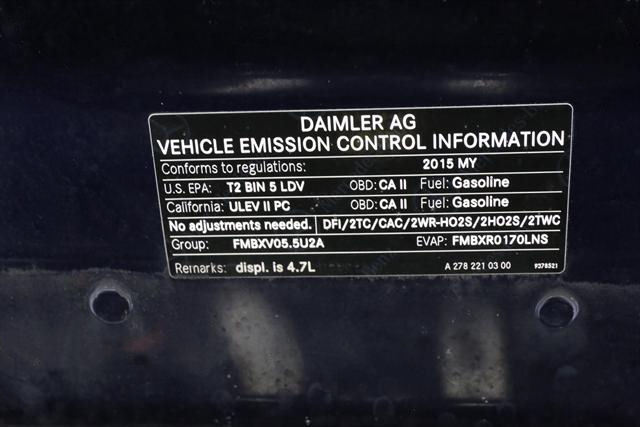 DAIMLER AG
VEHICLE EMISSION CONTROL INFORMATION
Conforms to regulations: 2015 MY
U.S. EPA: T2 BIN 5 LDV OBD: CA II Fuel: Gasoline
California: ULEV II PC OBD: CA II Fuel: Gasoline
No adjustments needed. DFI/2TC/CAC/2WR-HO2S/2HO2S/2TWC
Group: FMBXV05.5U2A EVAP: FMBXR0170LNS
Remarks: displ. is 4.7L A 278 221 03 00 9378521